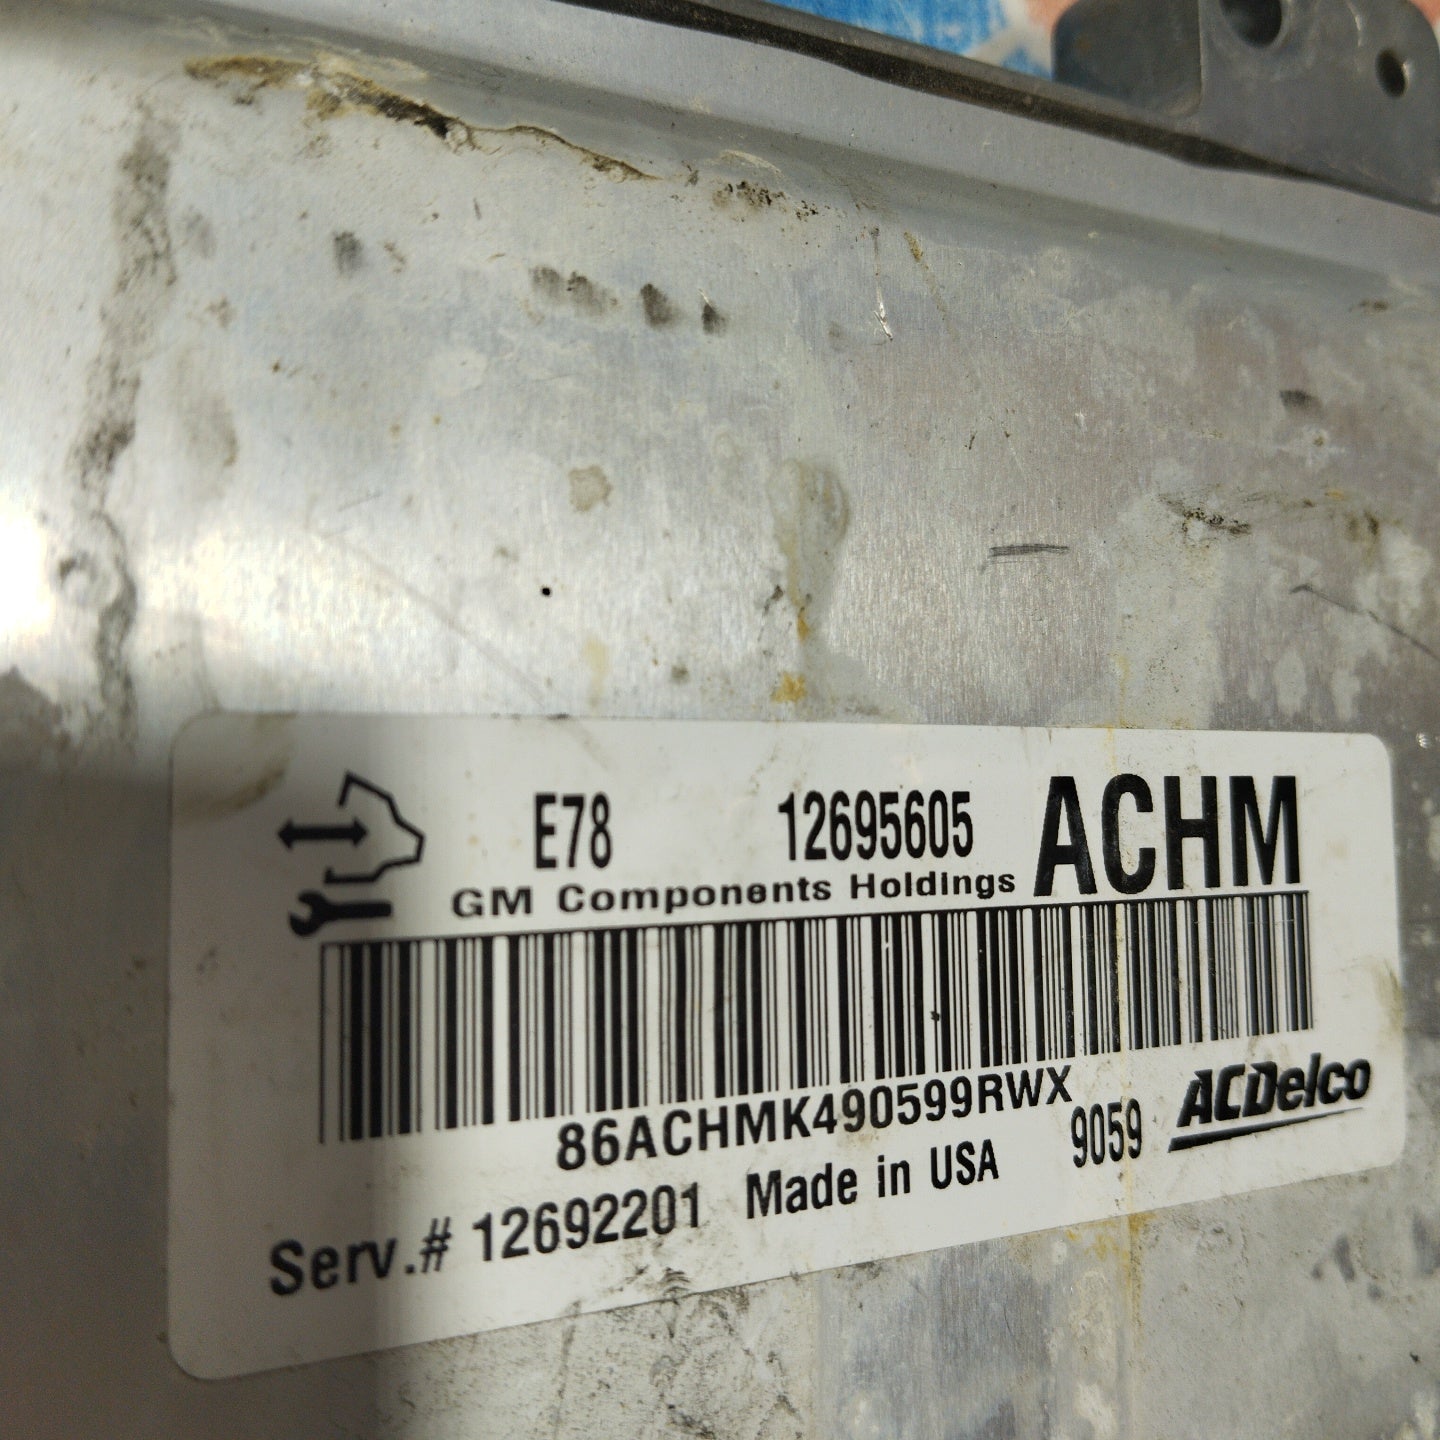 E78 12695605 ACHM
GM Components Holdings
86ACHMK490599RWX
9059 ACDelco
Serv.# 12692201 Made in USA